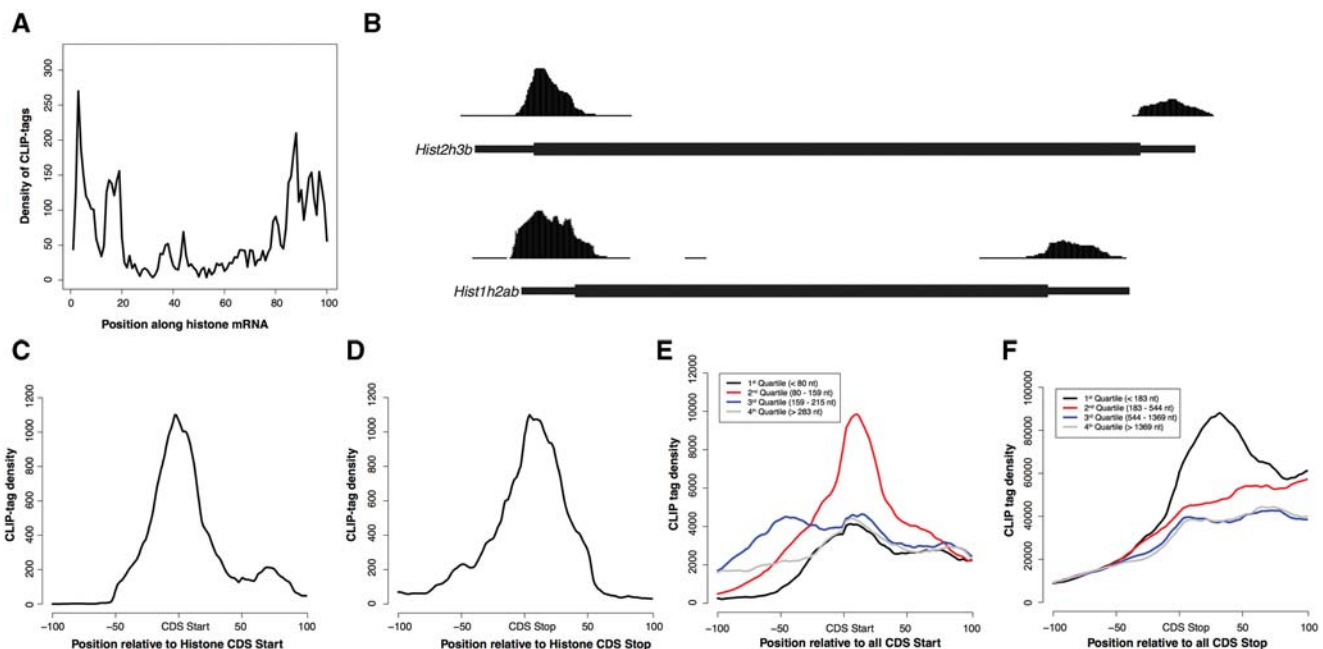 A
300
250
200
150
100
50
0
Density of CLIP-tags
0 20 40 60 80 100
Position along histone mRNA
B
Hist2h3b
Hist1h2ab
C
1200
1000
800
600
400
200
0
CLIP-tag density
−100 −50 CDS Start 50 100
Position relative to Histone CDS Start
D
1200
1000
800
600
400
200
0
CLIP-tag density
−100 −50 CDS Stop 50 100
Position relative to Histone CDS Stop
E
12000
10000
8000
6000
4000
2000
0
CLIP tag density
1st Quartile (< 80 nt)
2nd Quartile (80 - 159 nt)
3rd Quartile (159 - 215 nt)
4th Quartile (> 263 nt)
−100 −50 CDS Start 50 100
Position relative to all CDS Start
F
100000
80000
60000
40000
20000
0
CLIP tag density
1st Quartile (< 183 nt)
2nd Quartile (183 - 544 nt)
3rd Quartile (544 - 1369 nt)
4th Quartile (> 1369 nt)
−100 −50 CDS Stop 50 100
Position relative to all CDS Stop